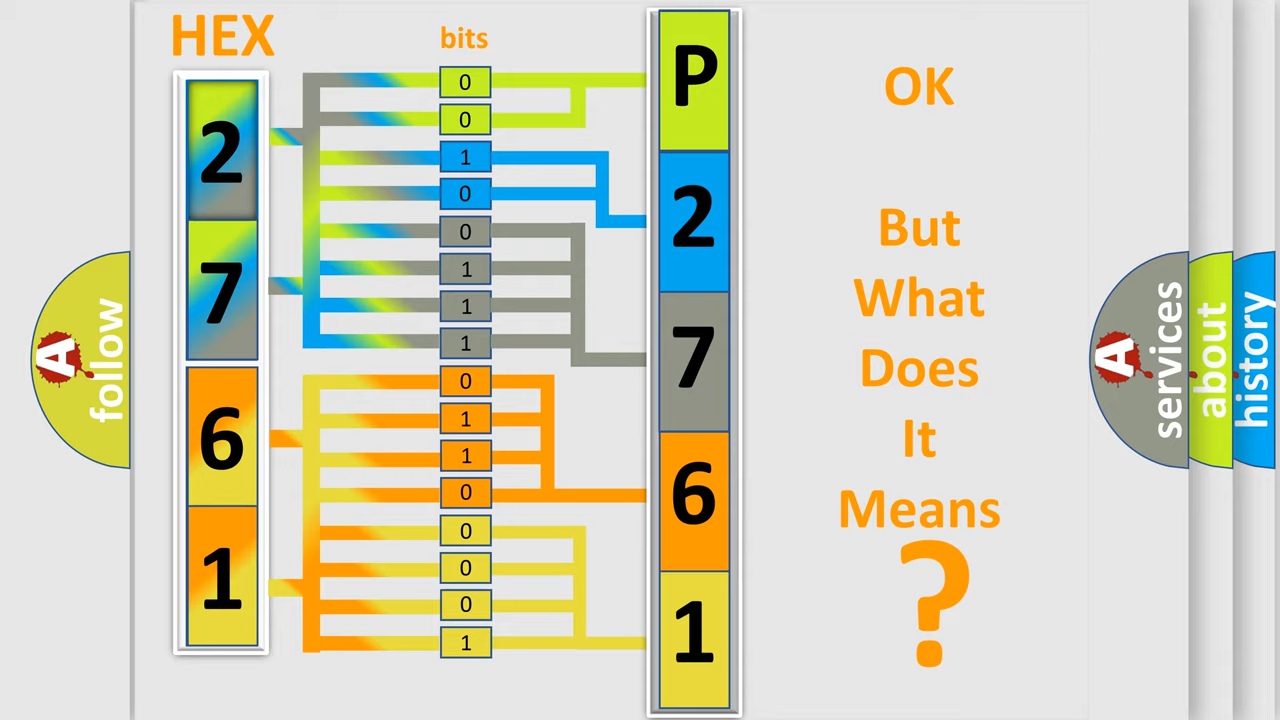 HEX
bits
2
7
6
1
0
0
1
0
0
1
1
1
0
1
1
0
0
0
0
1
P
2
7
6
1
OK
But
What
Does
It
Means
?
A
follow
A
services
about
history